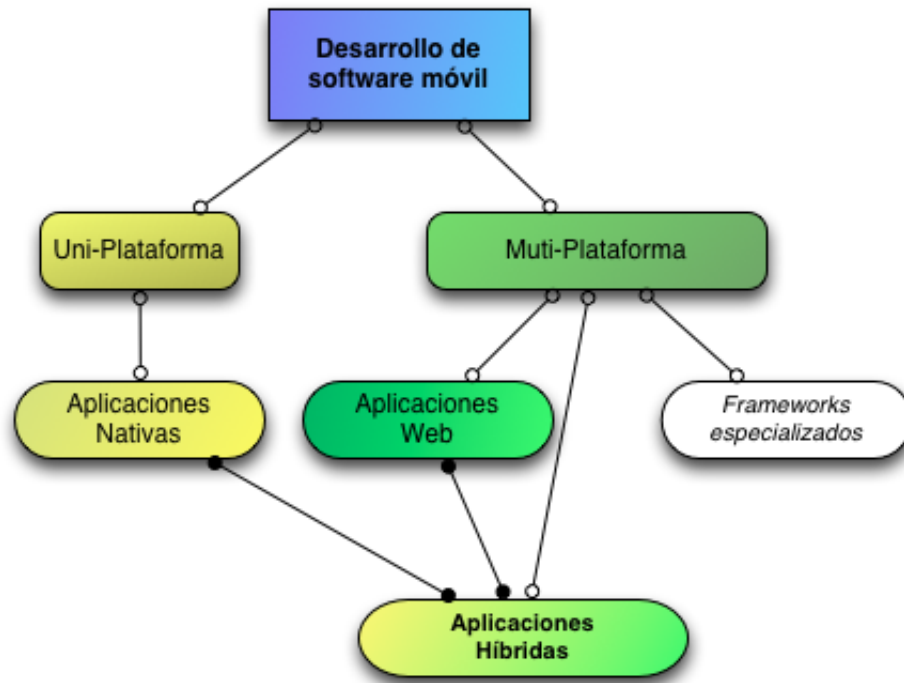 Desarrollo de
software móvil
Uni-Plataforma
Muti-Plataforma
Aplicaciones
Nativas
Aplicaciones
Web
Frameworks
especializados
Aplicaciones
Híbridas